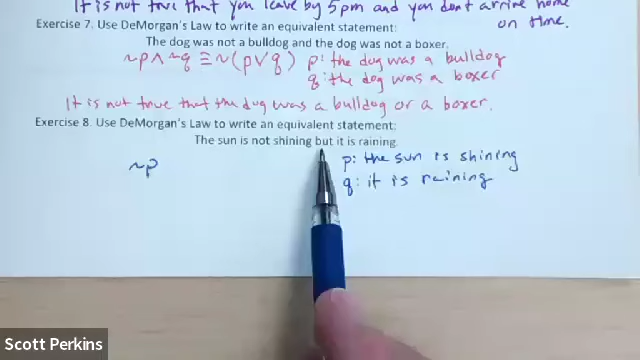 It is not true that you leave by 5pm and you don't arrive home
on time.
Exercise 7. Use DeMorgan's Law to write an equivalent statement:
The dog was not a bulldog and the dog was not a boxer.
~p ∧ ~q ≡ ~(p ∨ q) p: the dog was a bulldog
q: the dog was a boxer
It is not true that the dog was a bulldog or a boxer.
Exercise 8. Use DeMorgan's Law to write an equivalent statement:
The sun is not shining but it is raining.
~p p: the sun is shining
q: it is raining
Scott Perkins